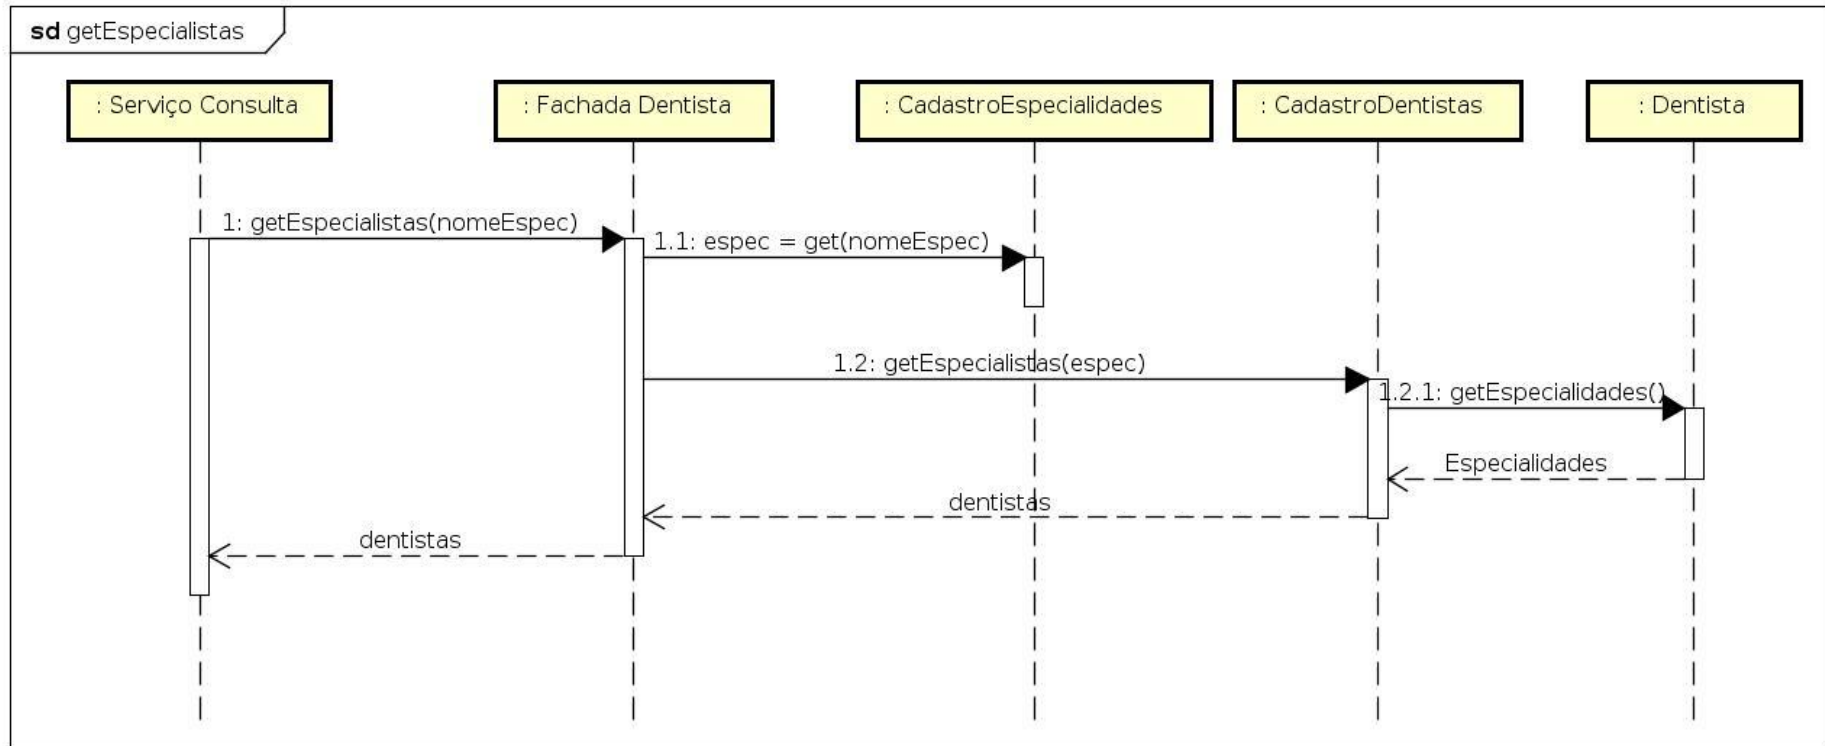 sd getEspecialistas
: Serviço Consulta
: Fachada Dentista
: CadastroEspecialidades
: CadastroDentistas
: Dentista
1: getEspecialistas(nomeEspec)
1.1: espec = get(nomeEspec)
1.2: getEspecialistas(espec)
1.2.1: getEspecialidades()
Especialidades
dentistas
dentistas